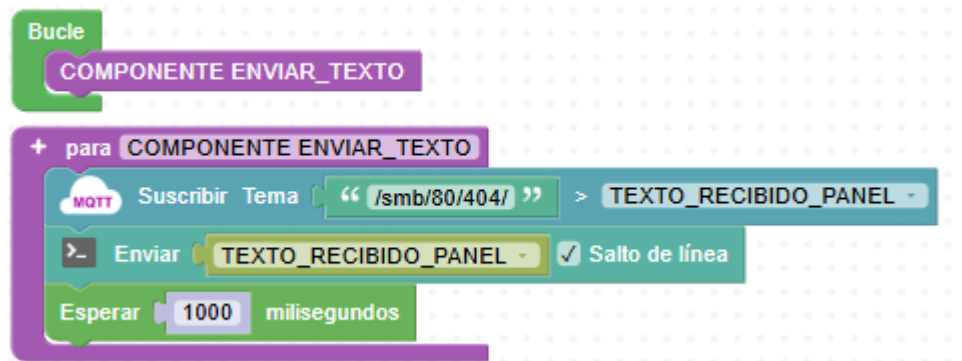 Bucle
COMPONENTE ENVIAR_TEXTO
+ para COMPONENTE ENVIAR_TEXTO
MQTT Suscribir Tema “ /smb/80/404/ ” > TEXTO_RECIBIDO_PANEL
>_ Enviar TEXTO_RECIBIDO_PANEL ✓ Salto de línea
Esperar 1000 milisegundos